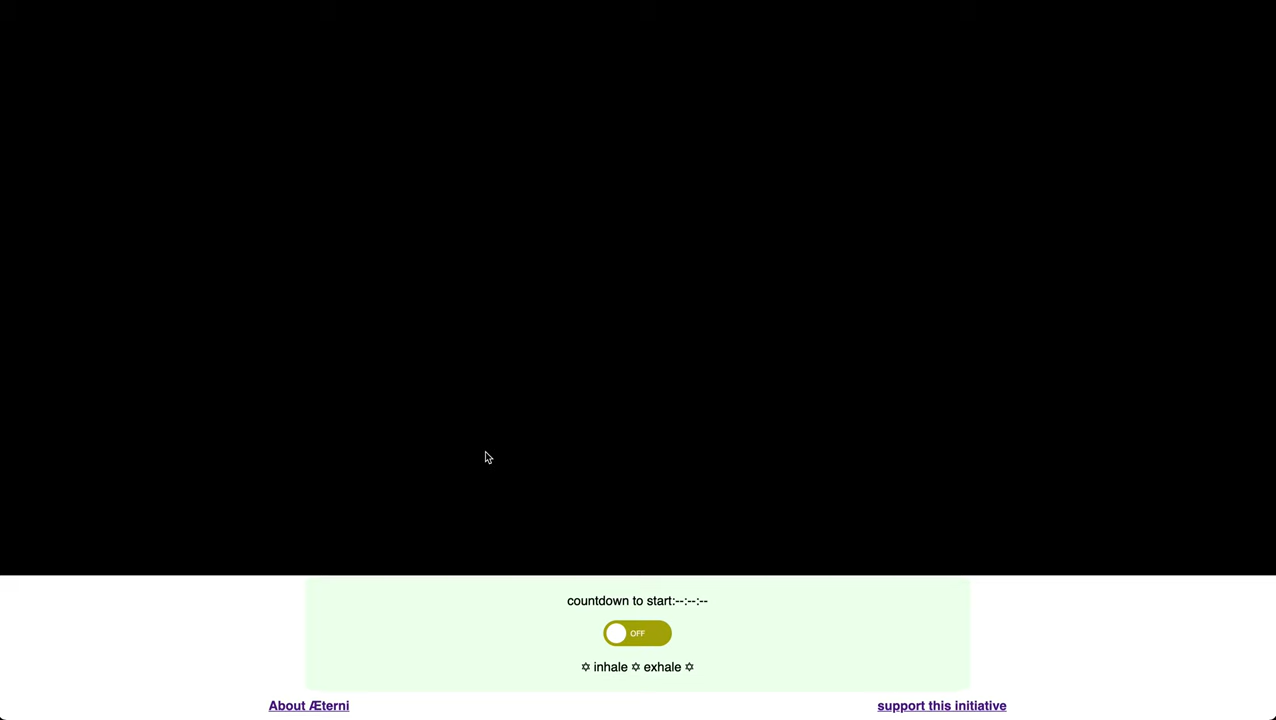 countdown to start:--:--:--
OFF
✡ inhale ✡ exhale ✡
About Æterni
support this initiative